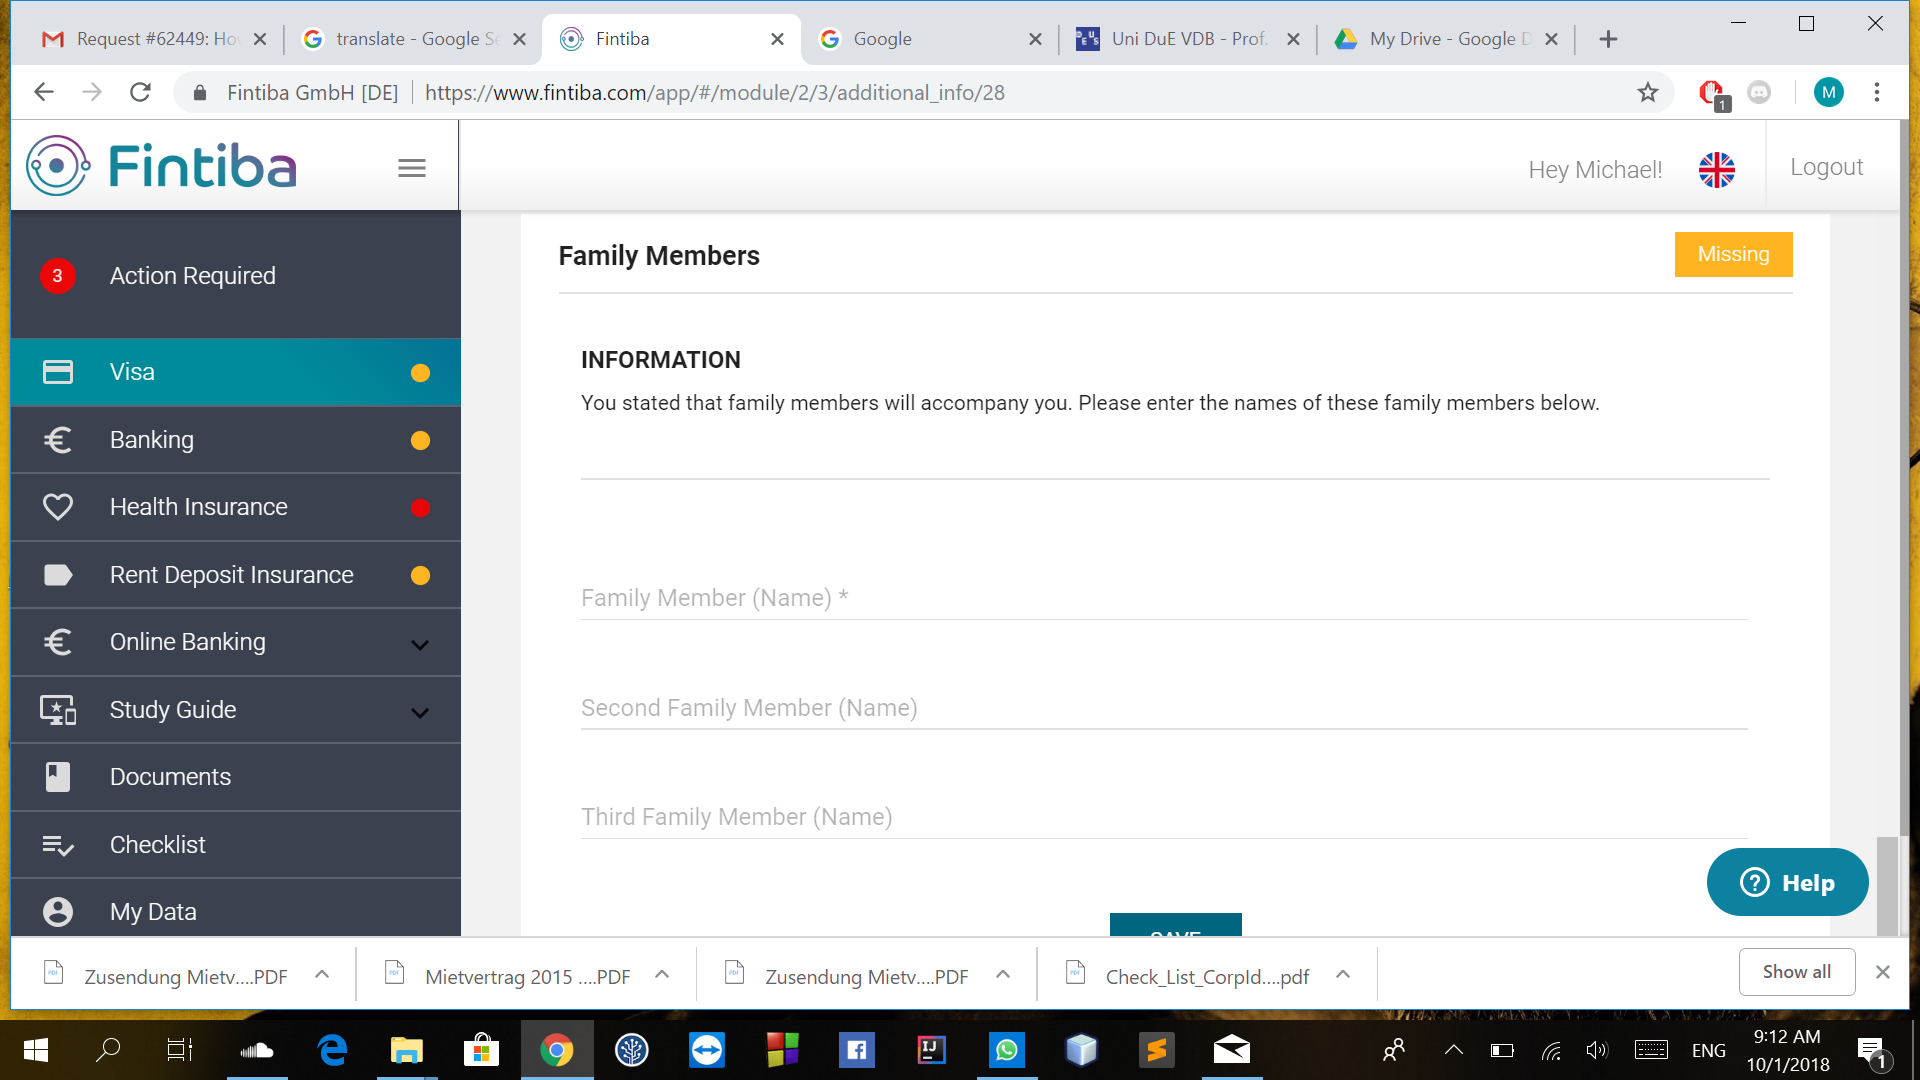 Request #62449: Ho
translate - Google Se
Fintiba
Google
Uni DuE VDB - Prof.
My Drive - Google D
Fintiba GmbH [DE]
https://www.fintiba.com/app/#/module/2/3/additional_info/28
1
M
Fintiba
Hey Michael!
Logout
3
Action Required
Visa
Banking
Health Insurance
Rent Deposit Insurance
Online Banking
Study Guide
Documents
Checklist
My Data
Family Members
Missing
INFORMATION
You stated that family members will accompany you. Please enter the names of these family members below.
Family Member (Name) *
Second Family Member (Name)
Third Family Member (Name)
SAVE
Help
Zusendung Mietv....PDF
Mietvertrag 2015 ....PDF
Zusendung Mietv....PDF
Check_List_CorpId....pdf
Show all
ENG
9:12 AM
10/1/2018
1